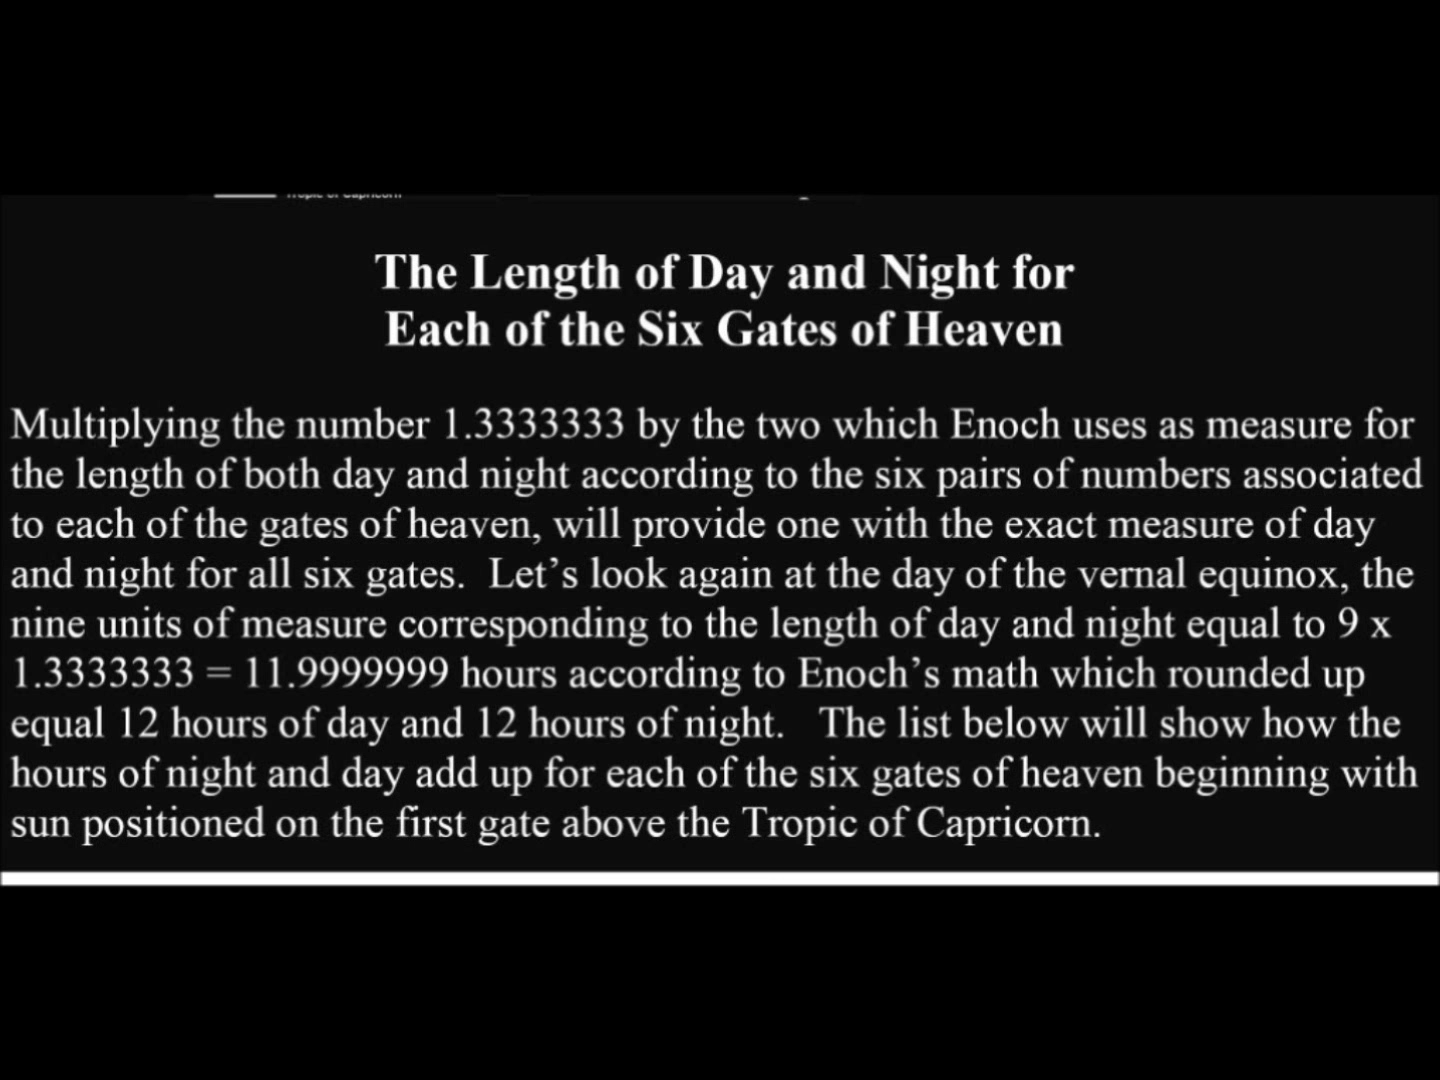 Tropic of Capricorn
The Length of Day and Night for
Each of the Six Gates of Heaven
Multiplying the number 1.3333333 by the two which Enoch uses as measure for
the length of both day and night according to the six pairs of numbers associated
to each of the gates of heaven, will provide one with the exact measure of day
and night for all six gates.  Let’s look again at the day of the vernal equinox, the
nine units of measure corresponding to the length of day and night equal to 9 x
1.3333333 = 11.9999999 hours according to Enoch’s math which rounded up
equal 12 hours of day and 12 hours of night.   The list below will show how the
hours of night and day add up for each of the six gates of heaven beginning with
sun positioned on the first gate above the Tropic of Capricorn.